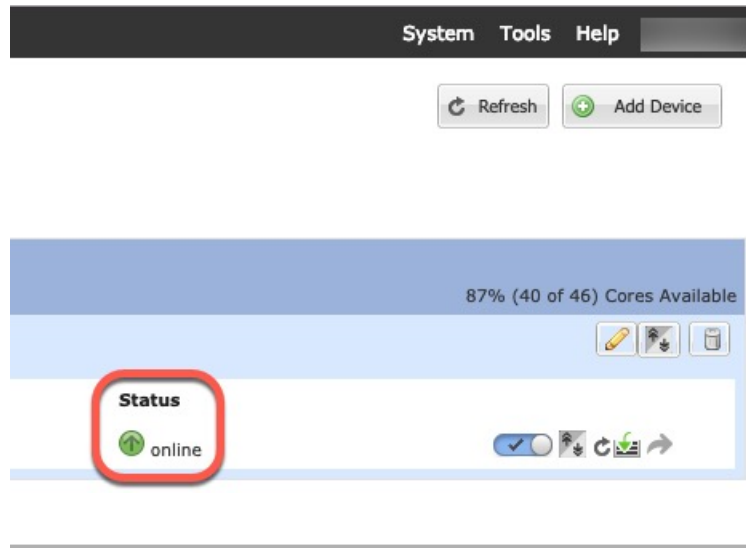 System Tools Help
Refresh Add Device
87% (40 of 46) Cores Available
Status
online